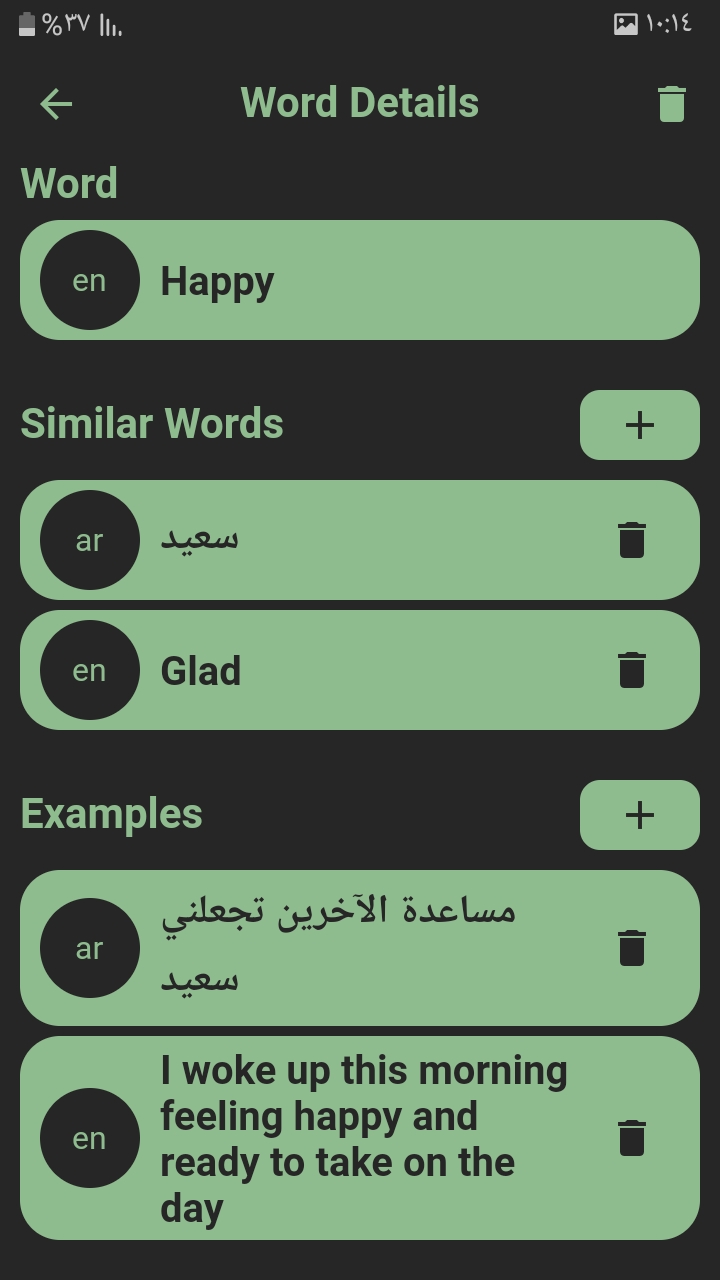 %٣٧ ١٠:١٤
Word Details
Word
en Happy
Similar Words
ar سعيد
en Glad
Examples
ar مساعدة الآخرين تجعلني
سعيد
I woke up this morning
feeling happy and
en ready to take on the
day